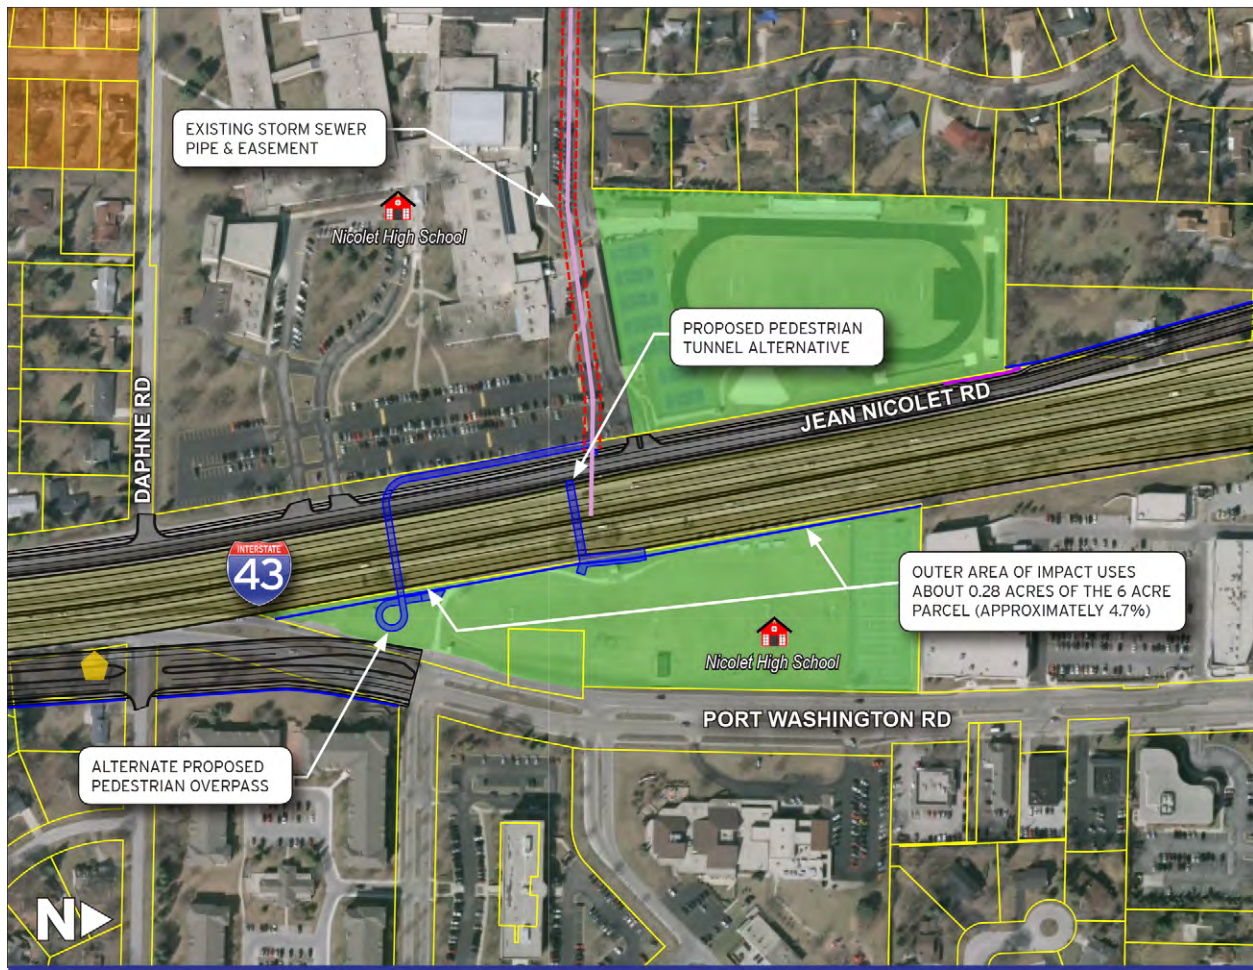 EXISTING STORM SEWER
PIPE & EASEMENT
Nicolet High School
PROPOSED PEDESTRIAN
TUNNEL ALTERNATIVE
DAPHNE RD
JEAN NICOLET RD
INTERSTATE
43
OUTER AREA OF IMPACT USES
ABOUT 0.28 ACRES OF THE 6 ACRE
PARCEL (APPROXIMATELY 4.7%)
Nicolet High School
PORT WASHINGTON RD
ALTERNATE PROPOSED
PEDESTRIAN OVERPASS
N